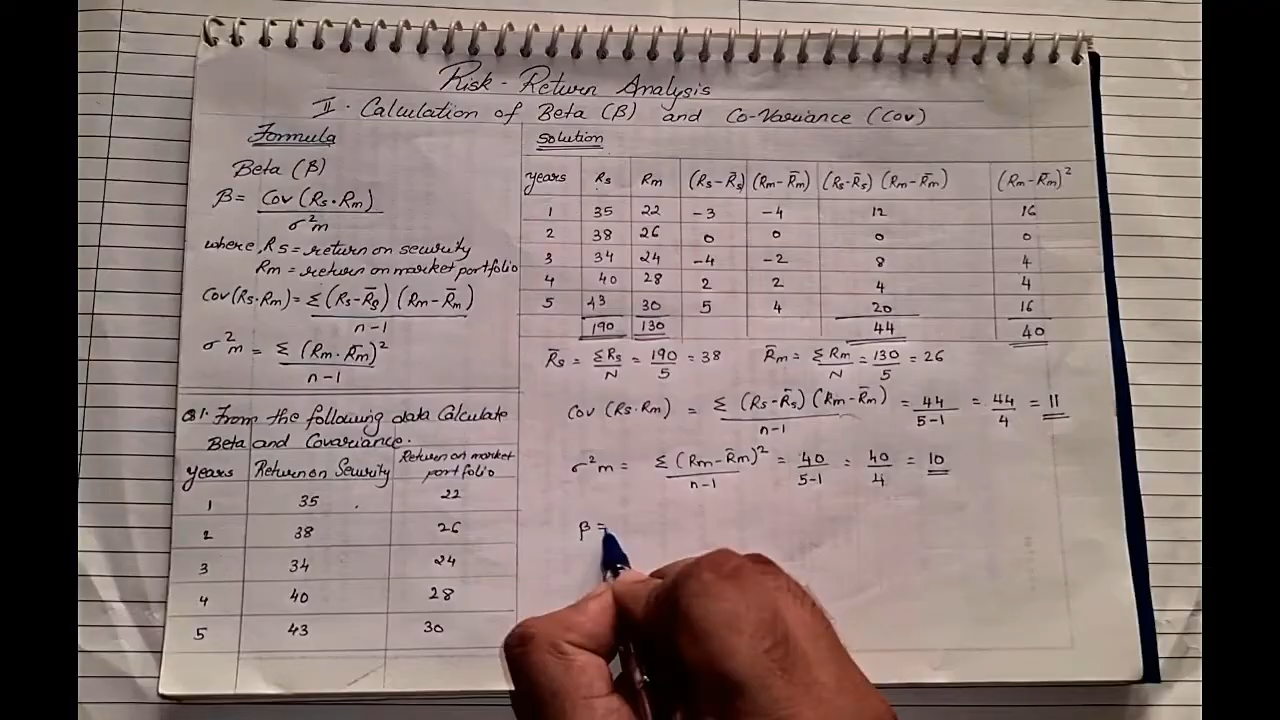 Risk-Return Analysis
II. Calculation of Beta (β) and Co-Variance (Cov)
Formula
Beta (β)
β = Cov (Rs·Rm) / σ²m
where, Rs = return on security
Rm = return on market portfolio
Cov (Rs·Rm) = Σ (Rs-R̄s) (Rm-R̄m) / n-1
σ²m = Σ (Rm-R̄m)² / n-1
Q1. From the following data Calculate
Beta and Covariance.
years Return on Security Return on market portfolio
1 35 22
2 38 26
3 34 24
4 40 28
5 43 30
Solution
years Rs Rm (Rs-R̄s) (Rm-R̄m) (Rs-R̄s) (Rm-R̄m) (Rm-R̄m)²
1 35 22 -3 -4 12 16
2 38 26 0 0 0 0
3 34 24 -4 -2 8 4
4 40 28 2 2 4 4
5 43 30 5 4 20 16
190 130 44 40
R̄s = ΣRs / N = 190 / 5 = 38 R̄m = ΣRm / N = 130 / 5 = 26
Cov (Rs·Rm) = Σ (Rs-R̄s) (Rm-R̄m) / n-1 = 44 / 5-1 = 44 / 4 = 11
σ²m = Σ (Rm-R̄m)² / n-1 = 40 / 5-1 = 40 / 4 = 10
β =